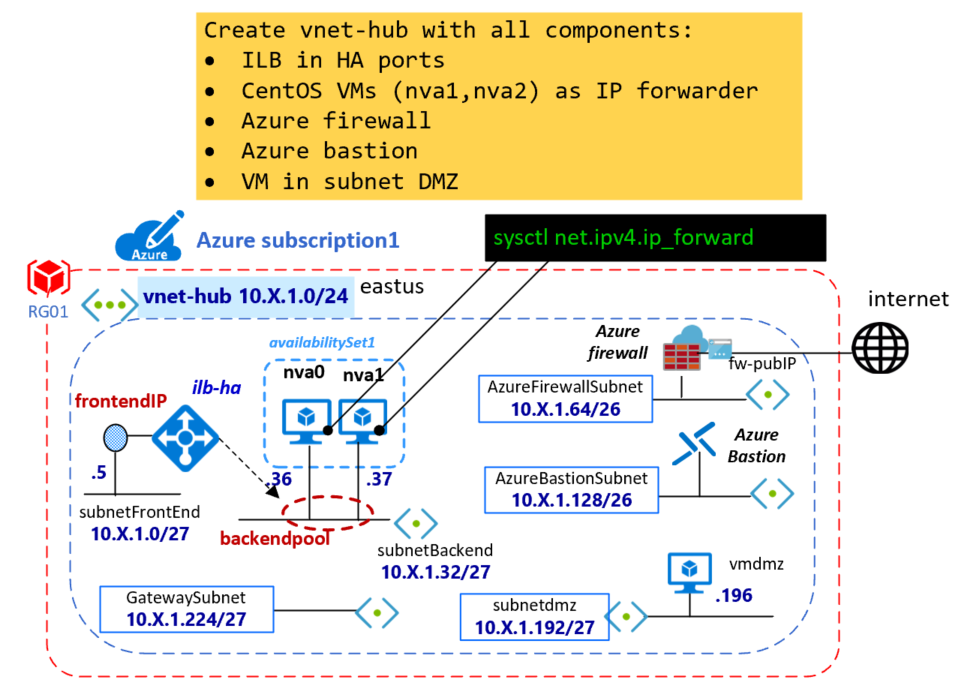 Create vnet-hub with all components:
• ILB in HA ports
• CentOS VMs (nva1,nva2) as IP forwarder
• Azure firewall
• Azure bastion
• VM in subnet DMZ
Azure
Azure subscription1
sysctl net.ipv4.ip_forward
RG01
vnet-hub 10.X.1.0/24
eastus
internet
availabilitySet1
nva0
nva1
Azure
firewall
fw-pubIP
frontendIP
ilb-ha
AzureFirewallSubnet
10.X.1.64/26
Azure
Bastion
.5
.36
.37
AzureBastionSubnet
10.X.1.128/26
subnetFrontEnd
10.X.1.0/27
backendpool
subnetBackend
10.X.1.32/27
GatewaySubnet
10.X.1.224/27
subnetdmz
10.X.1.192/27
vmdmz
.196